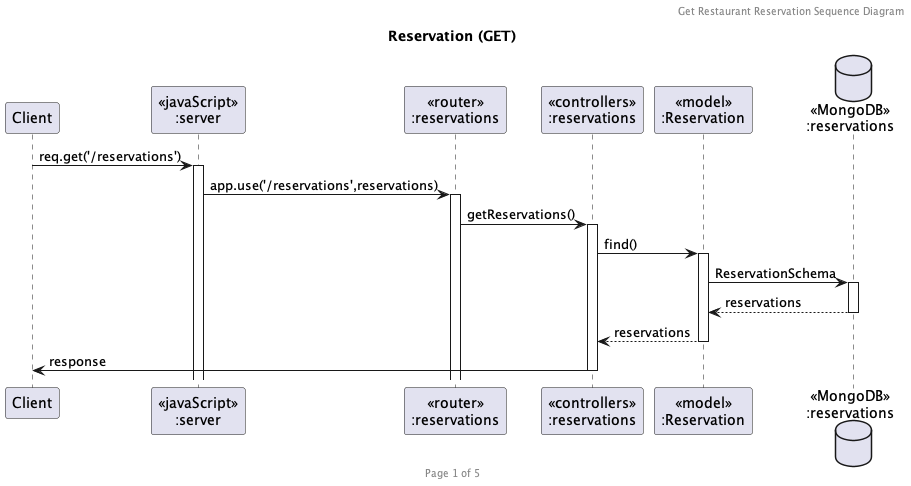 Get Restaurant Reservation Sequence Diagram
Reservation (GET)
Client
«javaScript»
:server
«router»
:reservations
«controllers»
:reservations
«model»
:Reservation
«MongoDB»
:reservations
req.get('/reservations')
app.use('/reservations',reservations)
getReservations()
find()
ReservationSchema
reservations
reservations
response
Client
«javaScript»
:server
«router»
:reservations
«controllers»
:reservations
«model»
:Reservation
«MongoDB»
:reservations
Page 1 of 5